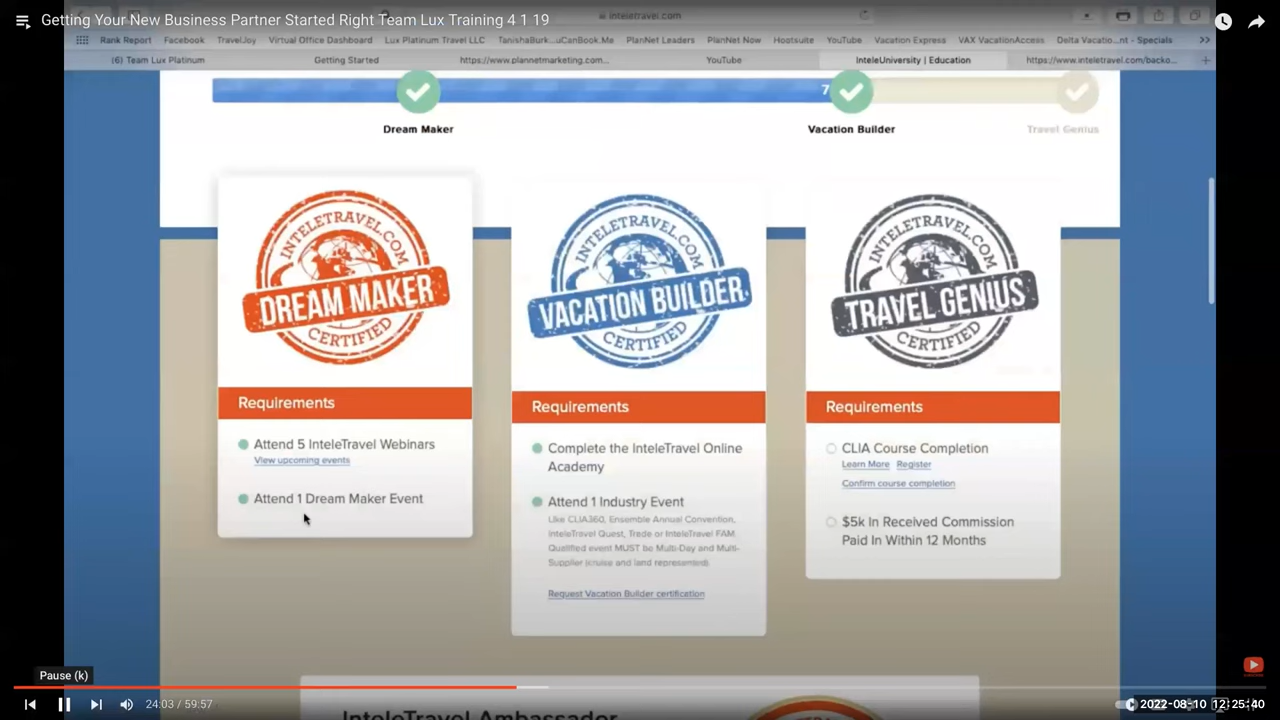 Getting Your New Business Partner Started Right Team Lux Training 4 1 19
inteletravel.com
Rank Report Facebook TravelJoy Virtual Office Dashboard Lux Platinum Travel LLC TanishaBurk...uCanBook.Me PlanNet Leaders PlanNet Now Hootsuite YouTube Vacation Express VAX VacationAccess Delta Vacatio...nt - Specials
(6) Team Lux Platinum Getting Started https://www.plannetmarketing.com... YouTube InteleUniversity | Education https://www.inteletravel.com/backo...
7
Dream Maker Vacation Builder Travel Genius
INTELETRAVEL.COM
DREAM MAKER
CERTIFIED
Requirements
Attend 5 InteleTravel Webinars
View upcoming events
Attend 1 Dream Maker Event
INTELETRAVEL.COM
VACATION BUILDER
CERTIFIED
Requirements
Complete the InteleTravel Online
Academy
Attend 1 Industry Event
Like CLIA360, Ensemble Annual Convention,
InteleTravel Quest, Trade or InteleTravel FAM.
Qualified event MUST be Multi-Day and Multi-
Supplier (cruise and land represented).
Request Vacation Builder certification
INTELETRAVEL.COM
TRAVEL GENIUS
CERTIFIED
Requirements
CLIA Course Completion
Learn More Register
Confirm course completion
$5k In Received Commission
Paid In Within 12 Months
InteleTravel Ambassador
Pause (k)
24:03 / 59:57
2022-08-10 12:25:40